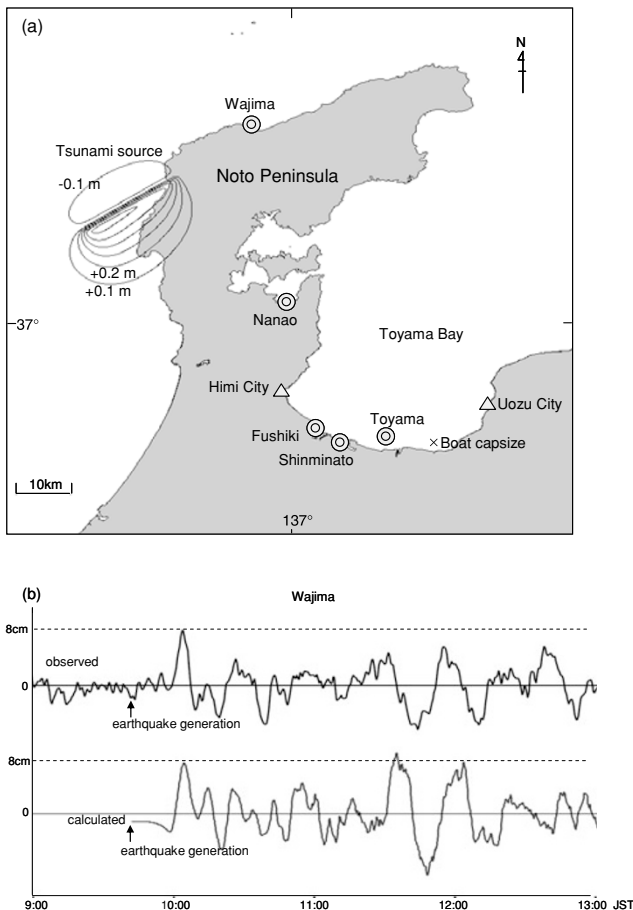 (a)
N
4
Wajima
Tsunami source
-0.1 m
Noto Peninsula
+0.2 m
+0.1 m
Nanao
37°
Toyama Bay
Himi City
Uozu City
Toyama
Fushiki
× Boat capsize
Shinminato
10km
137°
(b)
Wajima
8cm
observed
0
earthquake generation
8cm
0
calculated
earthquake generation
9:00 10:00 11:00 12:00 13:00 JST